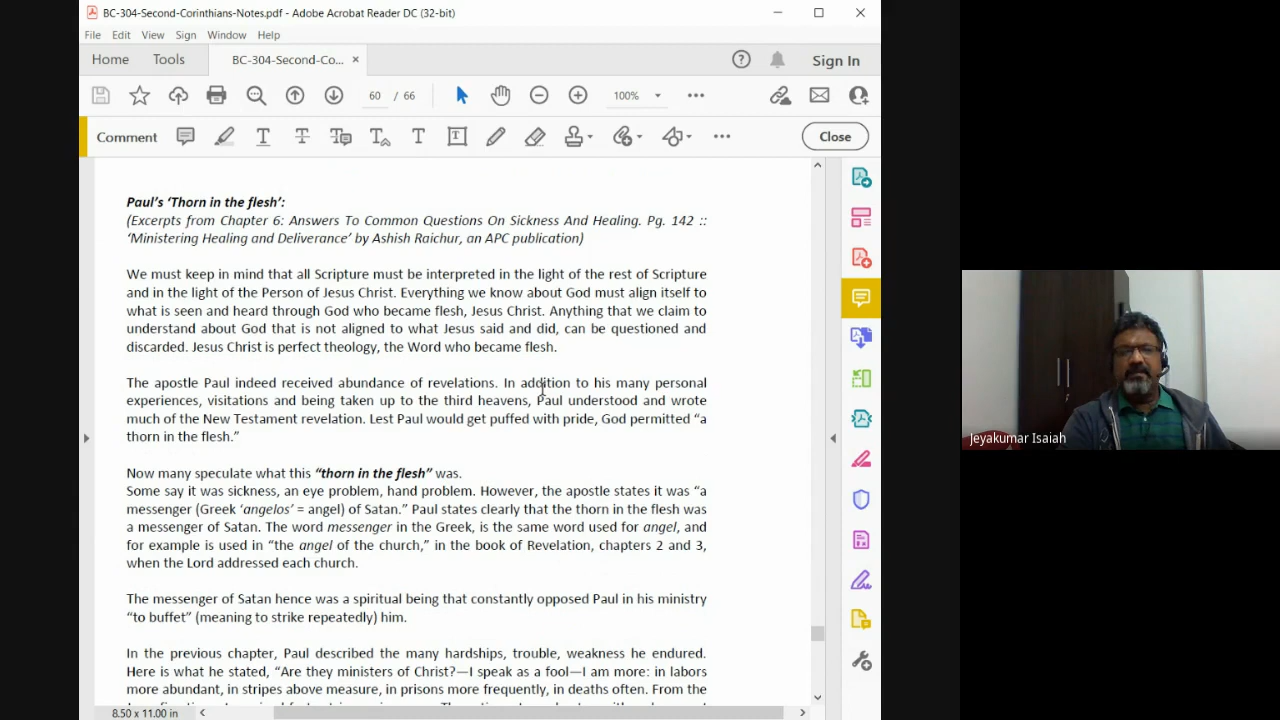 BC-304-Second-Corinthians-Notes.pdf - Adobe Acrobat Reader DC (32-bit)
File Edit View Sign Window Help
Home Tools BC-304-Second-Co... × Sign In
60 / 66 100%
Comment Close
Paul's 'Thorn in the flesh':
(Excerpts from Chapter 6: Answers To Common Questions On Sickness And Healing. Pg. 142 ::
'Ministering Healing and Deliverance' by Ashish Raichur, an APC publication)
We must keep in mind that all Scripture must be interpreted in the light of the rest of Scripture
and in the light of the Person of Jesus Christ. Everything we know about God must align itself to
what is seen and heard through God who became flesh, Jesus Christ. Anything that we claim to
understand about God that is not aligned to what Jesus said and did, can be questioned and
discarded. Jesus Christ is perfect theology, the Word who became flesh.
The apostle Paul indeed received abundance of revelations. In addition to his many personal
experiences, visitations and being taken up to the third heavens, Paul understood and wrote
much of the New Testament revelation. Lest Paul would get puffed with pride, God permitted "a
thorn in the flesh."
Now many speculate what this "thorn in the flesh" was.
Some say it was sickness, an eye problem, hand problem. However, the apostle states it was "a
messenger (Greek 'angelos' = angel) of Satan." Paul states clearly that the thorn in the flesh was
a messenger of Satan. The word messenger in the Greek, is the same word used for angel, and
for example is used in "the angel of the church," in the book of Revelation, chapters 2 and 3,
when the Lord addressed each church.
The messenger of Satan hence was a spiritual being that constantly opposed Paul in his ministry
"to buffet" (meaning to strike repeatedly) him.
In the previous chapter, Paul described the many hardships, trouble, weakness he endured.
Here is what he stated, "Are they ministers of Christ?—I speak as a fool—I am more: in labors
more abundant, in stripes above measure, in prisons more frequently, in deaths often. From the
8.50 x 11.00 in
Jeyakumar Isaiah